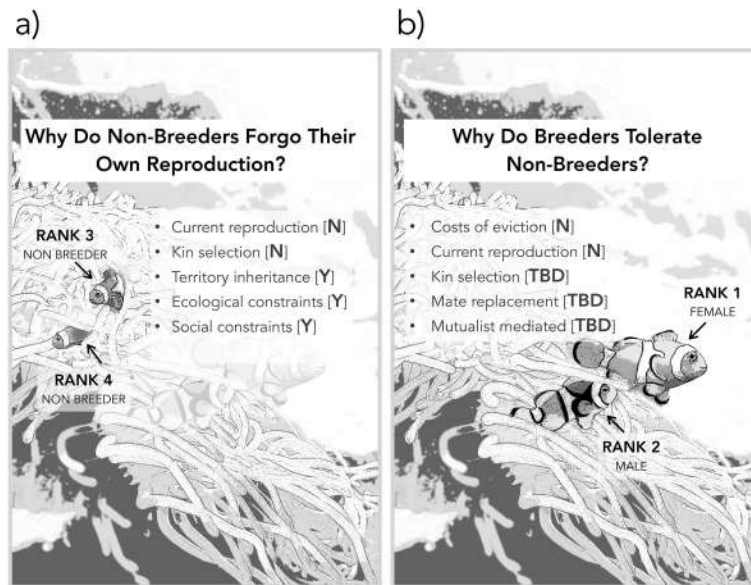 a)
b)
Why Do Non-Breeders Forgo Their
Own Reproduction?
• Current reproduction [N]
• Kin selection [N]
• Territory inheritance [Y]
• Ecological constraints [Y]
• Social constraints [Y]
RANK 3
NON BREEDER
RANK 4
NON BREEDER
Why Do Breeders Tolerate
Non-Breeders?
• Costs of eviction [N]
• Current reproduction [N]
• Kin selection [TBD]
• Mate replacement [TBD]
• Mutualist mediated [TBD]
RANK 1
FEMALE
RANK 2
MALE